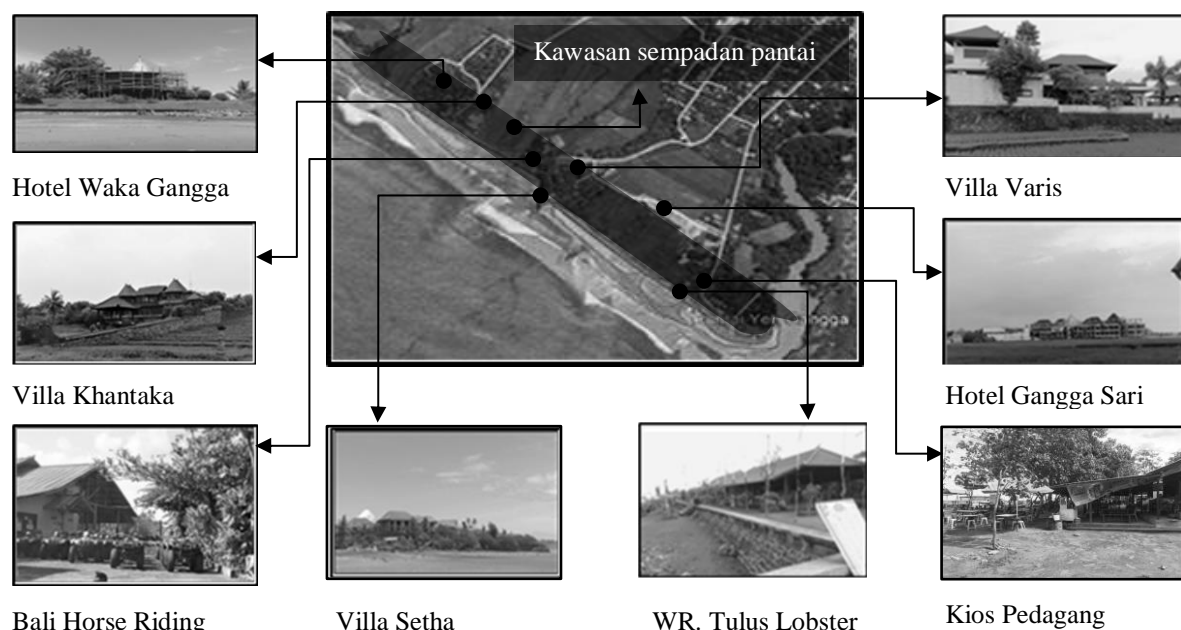 Kawasan sempadan pantai
Hotel Waka Gangga
Villa Varis
Villa Khantaka
Hotel Gangga Sari
Bali Horse Riding
Villa Setha
WR. Tulus Lobster
Kios Pedagang